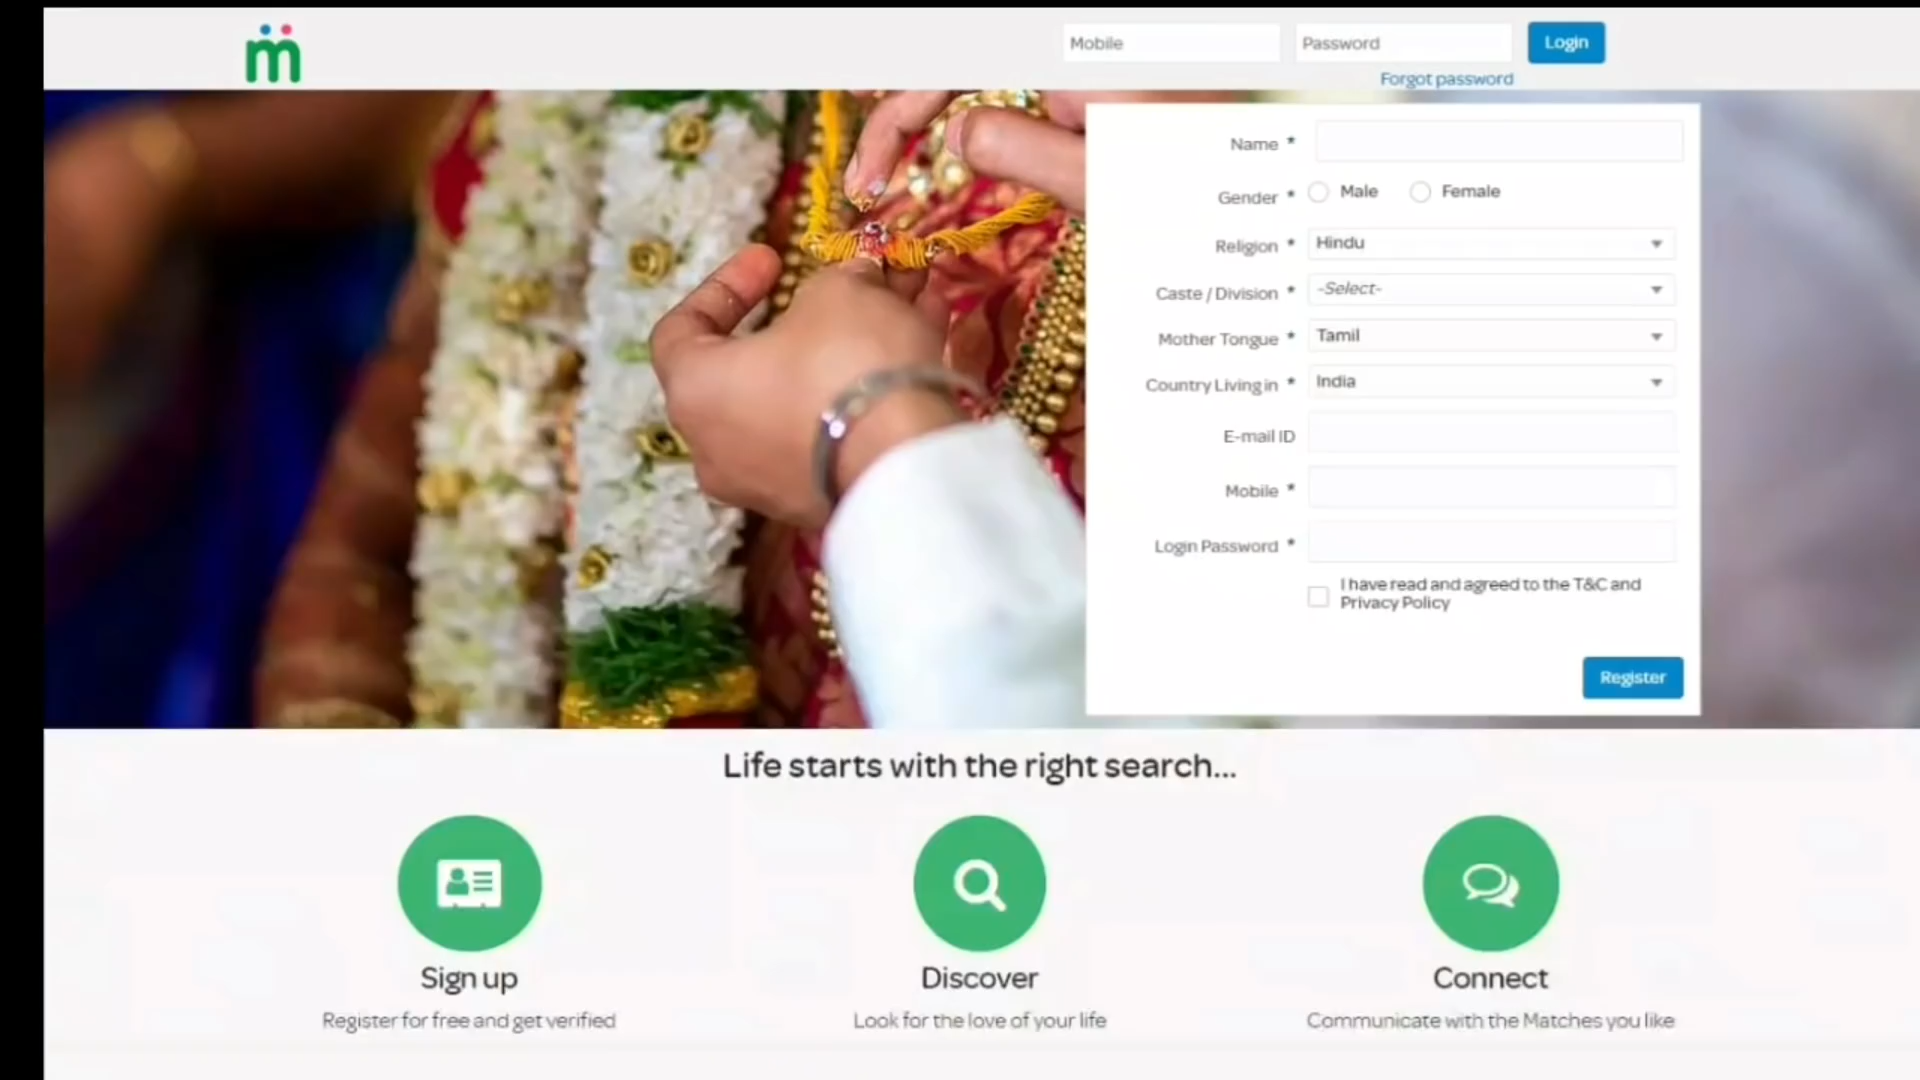 m
Mobile
Password
Login
Forgot password
Name *
Gender * Male Female
Religion * Hindu
Caste / Division * -Select-
Mother Tongue * Tamil
Country Living in * India
E-mail ID
Mobile *
Login Password *
I have read and agreed to the T&C and
Privacy Policy
Register
Life starts with the right search...
Sign up
Register for free and get verified
Discover
Look for the love of your life
Connect
Communicate with the Matches you like